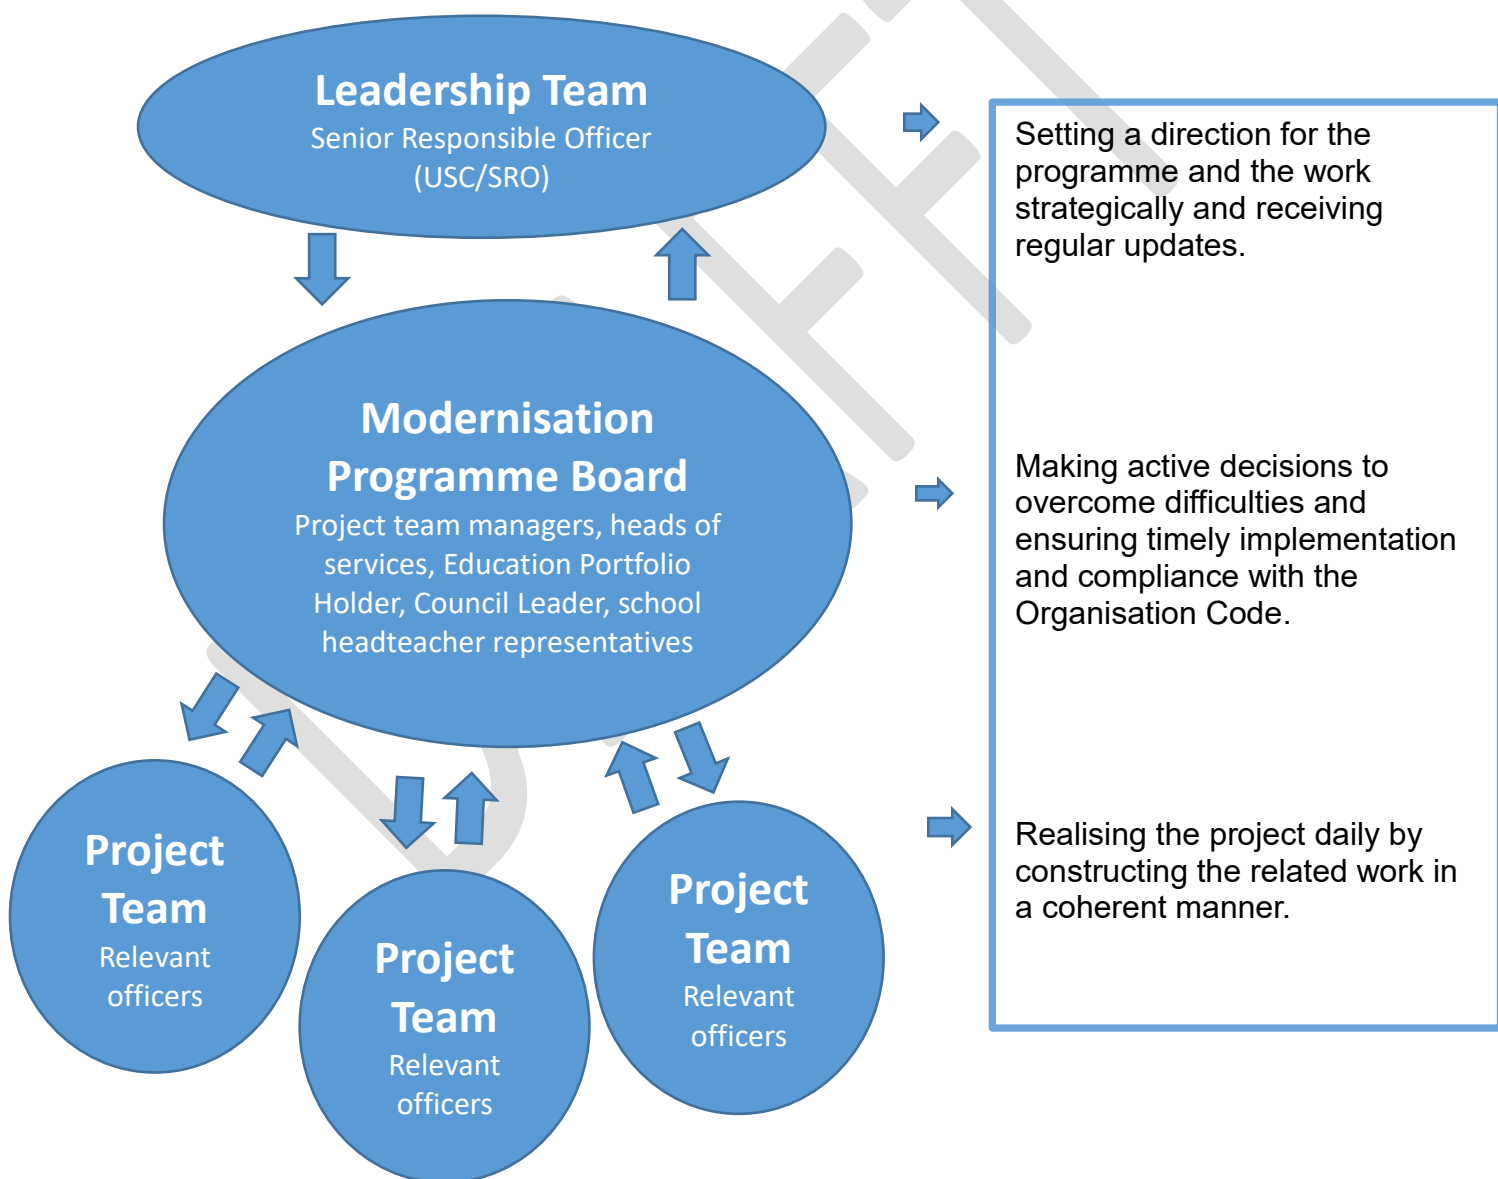 Leadership Team
Senior Responsible Officer
(USC/SRO)
Setting a direction for the
programme and the work
strategically and receiving
regular updates.
Modernisation
Programme Board
Project team managers, heads of
services, Education Portfolio
Holder, Council Leader, school
headteacher representatives
Making active decisions to
overcome difficulties and
ensuring timely implementation
and compliance with the
Organisation Code.
Project
Team
Relevant
officers
Project
Team
Relevant
officers
Project
Team
Relevant
officers
Realising the project daily by
constructing the related work in
a coherent manner.